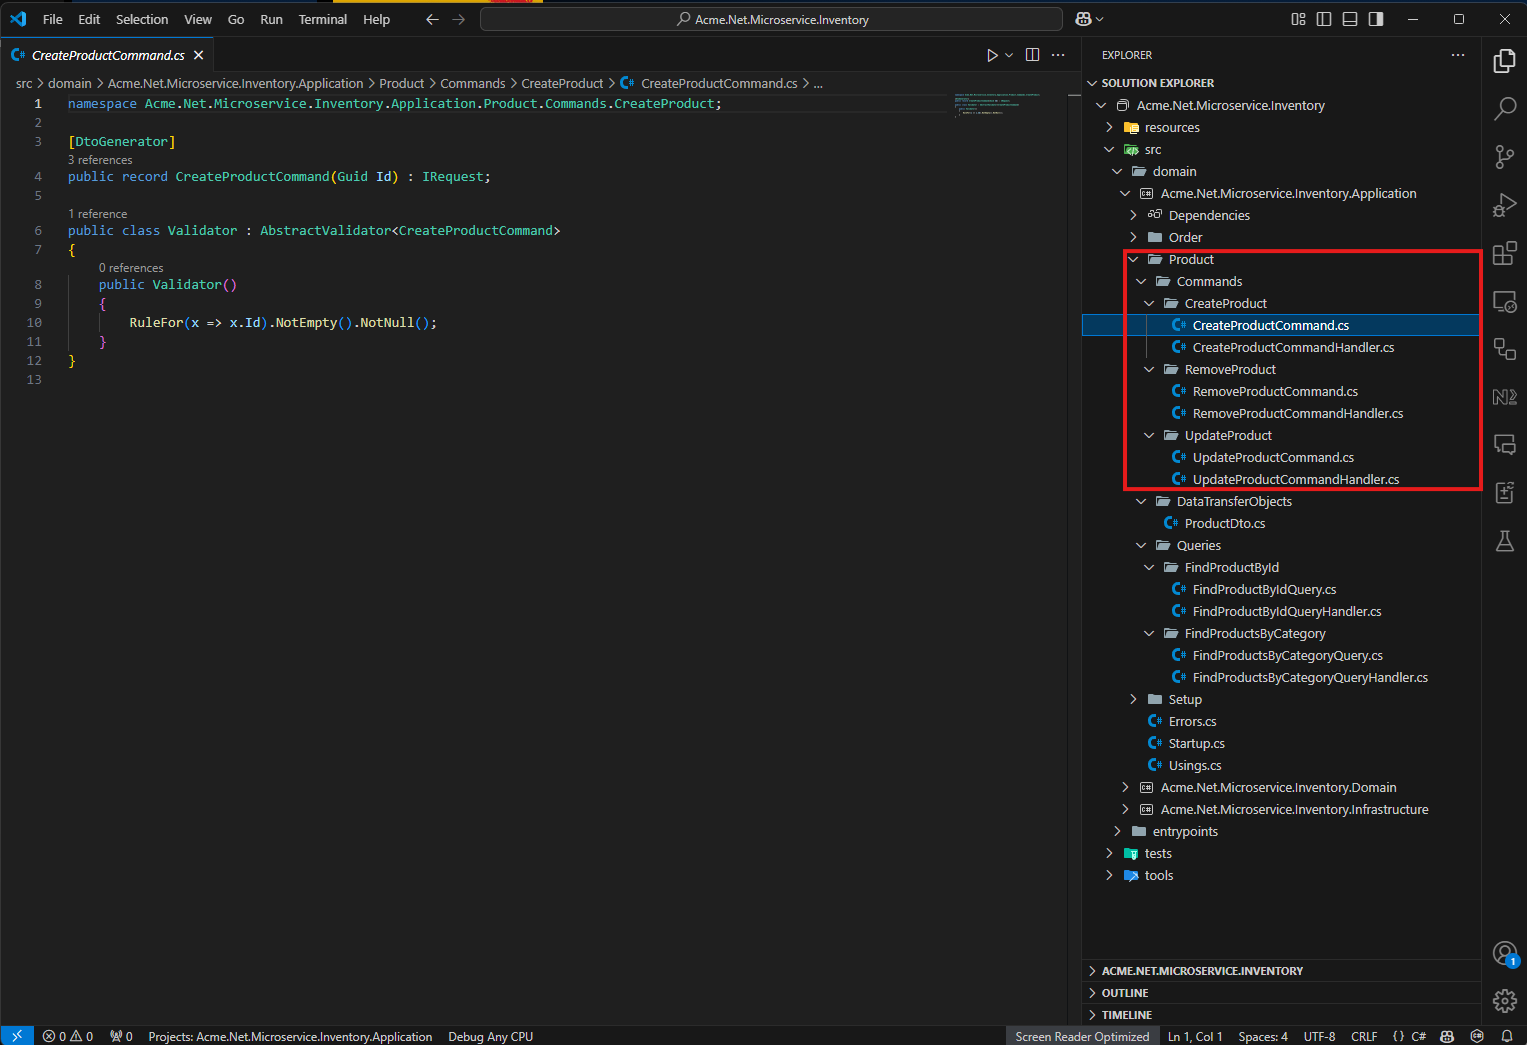 File Edit Selection View Go Run Terminal Help
Acme.Net.Microservice.Inventory
CreateProductCommand.cs
src > domain > Acme.Net.Microservice.Inventory.Application > Product > Commands > CreateProduct > CreateProductCommand.cs > ...
1 namespace Acme.Net.Microservice.Inventory.Application.Product.Commands.CreateProduct;
2
3 [DtoGenerator]
3 references
4 public record CreateProductCommand(Guid Id) : IRequest;
5
1 reference
6 public class Validator : AbstractValidator<CreateProductCommand>
7 {
0 references
8 public Validator()
9 {
10 RuleFor(x => x.Id).NotEmpty().NotNull();
11 }
12 }
13
EXPLORER
SOLUTION EXPLORER
Acme.Net.Microservice.Inventory
resources
src
domain
Acme.Net.Microservice.Inventory.Application
Dependencies
Order
Product
Commands
CreateProduct
CreateProductCommand.cs
CreateProductCommandHandler.cs
RemoveProduct
RemoveProductCommand.cs
RemoveProductCommandHandler.cs
UpdateProduct
UpdateProductCommand.cs
UpdateProductCommandHandler.cs
DataTransferObjects
ProductDto.cs
Queries
FindProductById
FindProductByIdQuery.cs
FindProductByIdQueryHandler.cs
FindProductsByCategory
FindProductsByCategoryQuery.cs
FindProductsByCategoryQueryHandler.cs
Setup
Errors.cs
Startup.cs
Usings.cs
Acme.Net.Microservice.Inventory.Domain
Acme.Net.Microservice.Inventory.Infrastructure
entrypoints
tests
tools
ACME.NET.MICROSERVICE.INVENTORY
OUTLINE
TIMELINE
1
0 0 0 Projects: Acme.Net.Microservice.Inventory.Application Debug Any CPU Screen Reader Optimized Ln 1, Col 1 Spaces: 4 UTF-8 CRLF {} C#